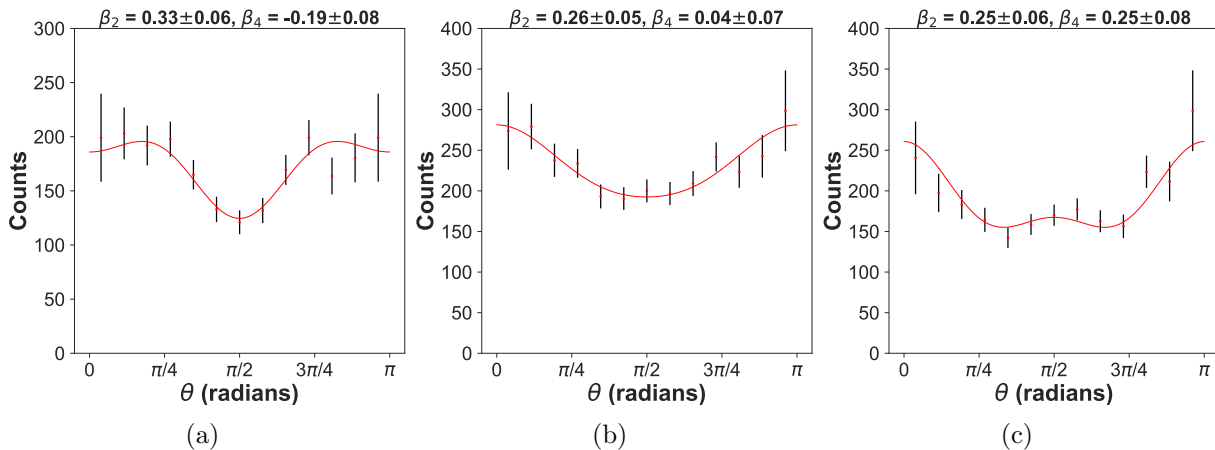 β₂ = 0.33±0.06, β₄ = -0.19±0.08
300
250
200
150
100
50
0
Counts
0 π/4 π/2 3π/4 π
θ (radians)
(a)
β₂ = 0.26±0.05, β₄ = 0.04±0.07
400
350
300
250
200
150
100
50
0
Counts
0 π/4 π/2 3π/4 π
θ (radians)
(b)
β₂ = 0.25±0.06, β₄ = 0.25±0.08
400
350
300
250
200
150
100
50
0
Counts
0 π/4 π/2 3π/4 π
θ (radians)
(c)